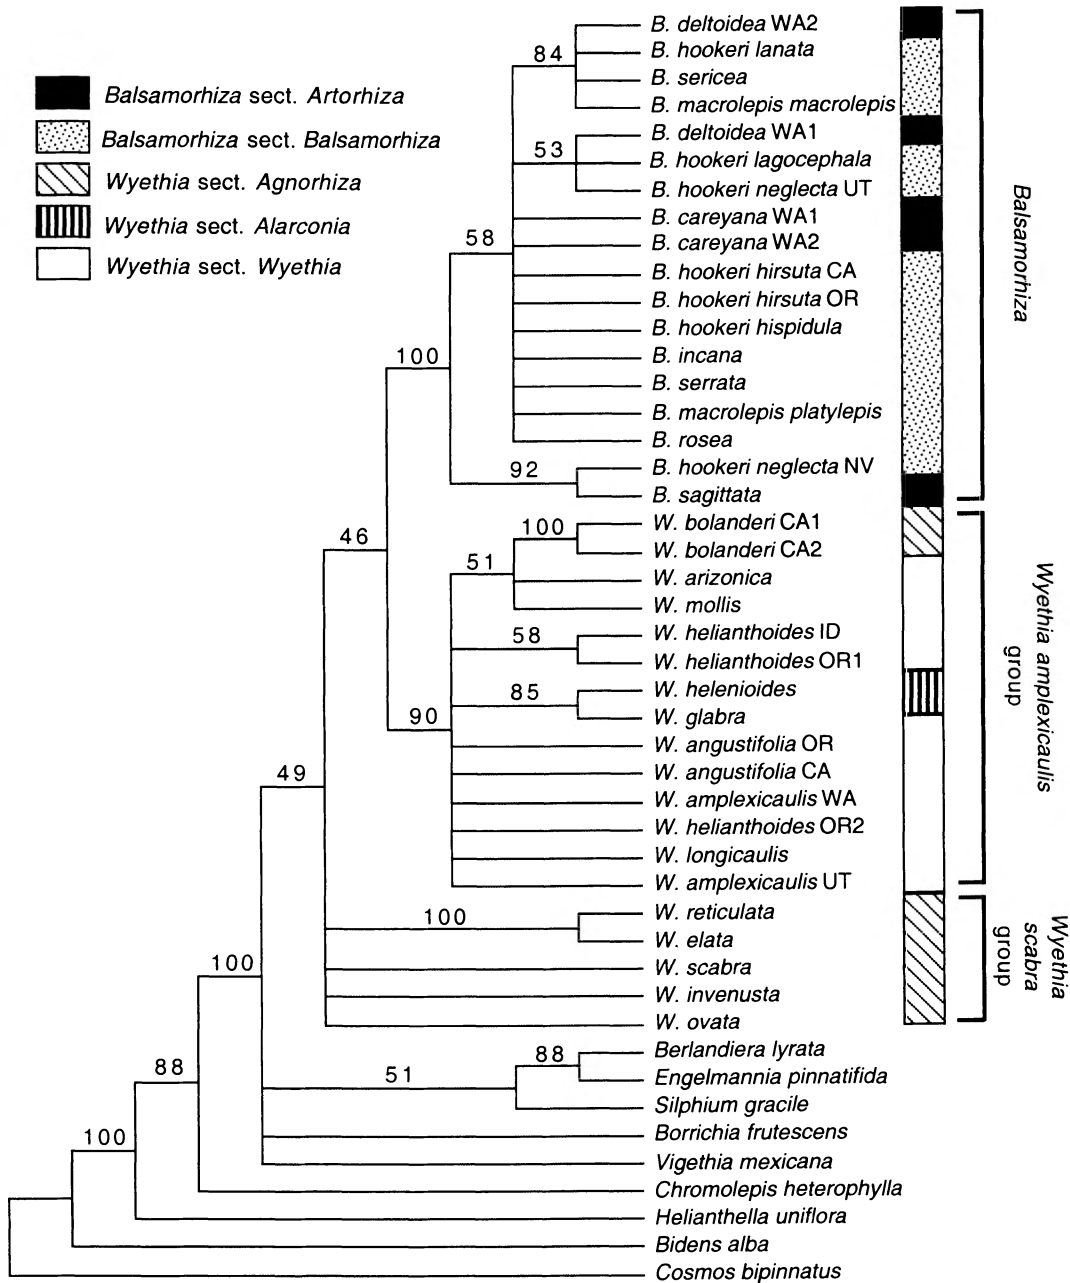 Balsamorhiza sect. Artorhiza
Balsamorhiza sect. Balsamorhiza
Wyethia sect. Agnorhiza
Wyethia sect. Alarconia
Wyethia sect. Wyethia
84
53
58
100
92
46
100
51
58
85
90
49
100
100
88
88
51
100
B. deltoidea WA2
B. hookeri lanata
B. sericea
B. macrolepis macrolepis
B. deltoidea WA1
B. hookeri lagocephala
B. hookeri neglecta UT
B. careyana WA1
B. careyana WA2
B. hookeri hirsuta CA
B. hookeri hirsuta OR
B. hookeri hispidula
B. incana
B. serrata
B. macrolepis platylepis
B. rosea
B. hookeri neglecta NV
B. sagittata
W. bolanderi CA1
W. bolanderi CA2
W. arizonica
W. mollis
W. helianthoides ID
W. helianthoides OR1
W. helenioides
W. glabra
W. angustifolia OR
W. angustifolia CA
W. amplexicaulis WA
W. helianthoides OR2
W. longicaulis
W. amplexicaulis UT
W. reticulata
W. elata
W. scabra
W. invenusta
W. ovata
Berlandiera lyrata
Engelmannia pinnatifida
Silphium gracile
Borrichia frutescens
Vigethia mexicana
Chromolepis heterophylla
Helianthella uniflora
Bidens alba
Cosmos bipinnatus
Balsamorhiza
Wyethia amplexicaulis
group
Wyethia
scabra
group